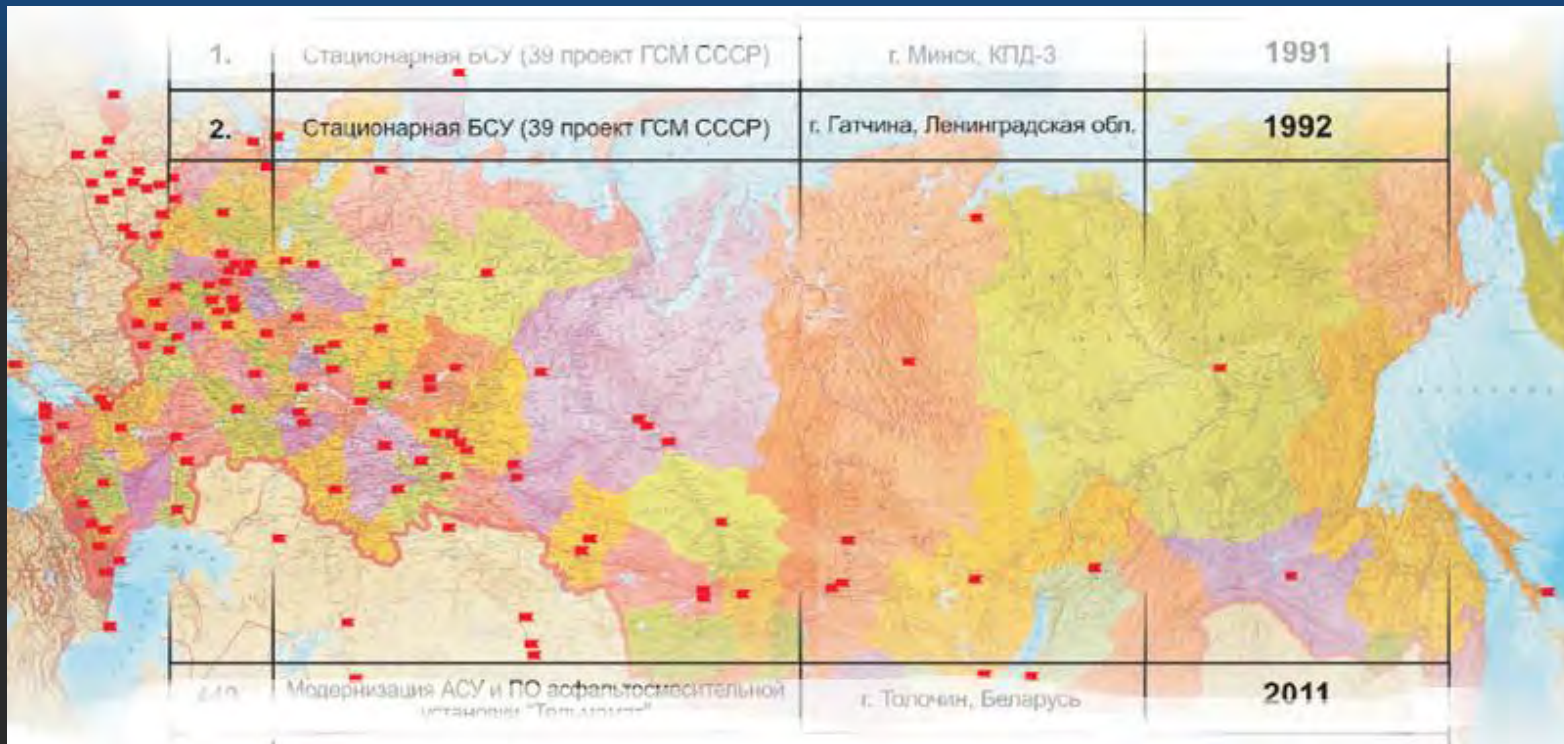 1. Стационарная БСУ (39 проект ГСМ СССР) г. Минск, КПД-3 1991
2. Стационарная БСУ (39 проект ГСМ СССР) г. Гатчина, Ленинградская обл. 1992
Модернизация АСУ и ПО асфальтосмесительной г. Толочин, Беларусь 2011
установки